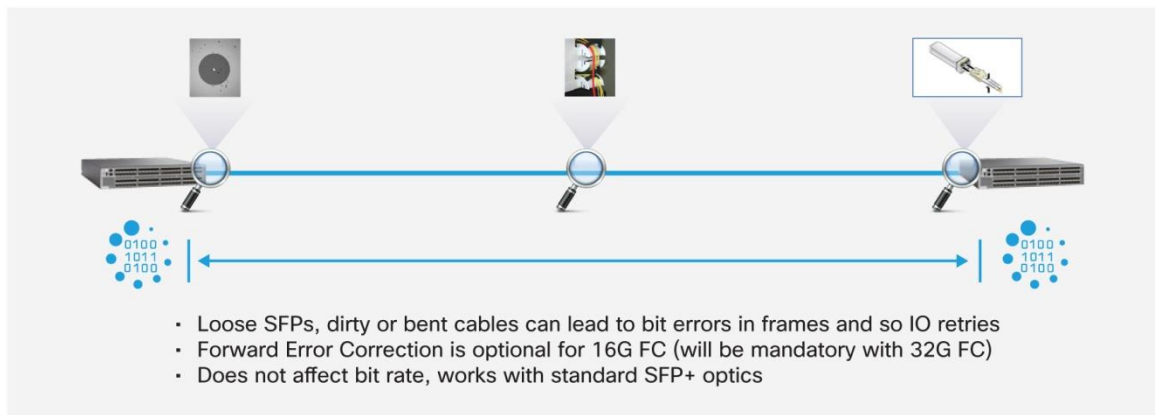 0100
1011
0100
0100
1011
0100
▪ Loose SFPs, dirty or bent cables can lead to bit errors in frames and so IO retries
▪ Forward Error Correction is optional for 16G FC (will be mandatory with 32G FC)
▪ Does not affect bit rate, works with standard SFP+ optics